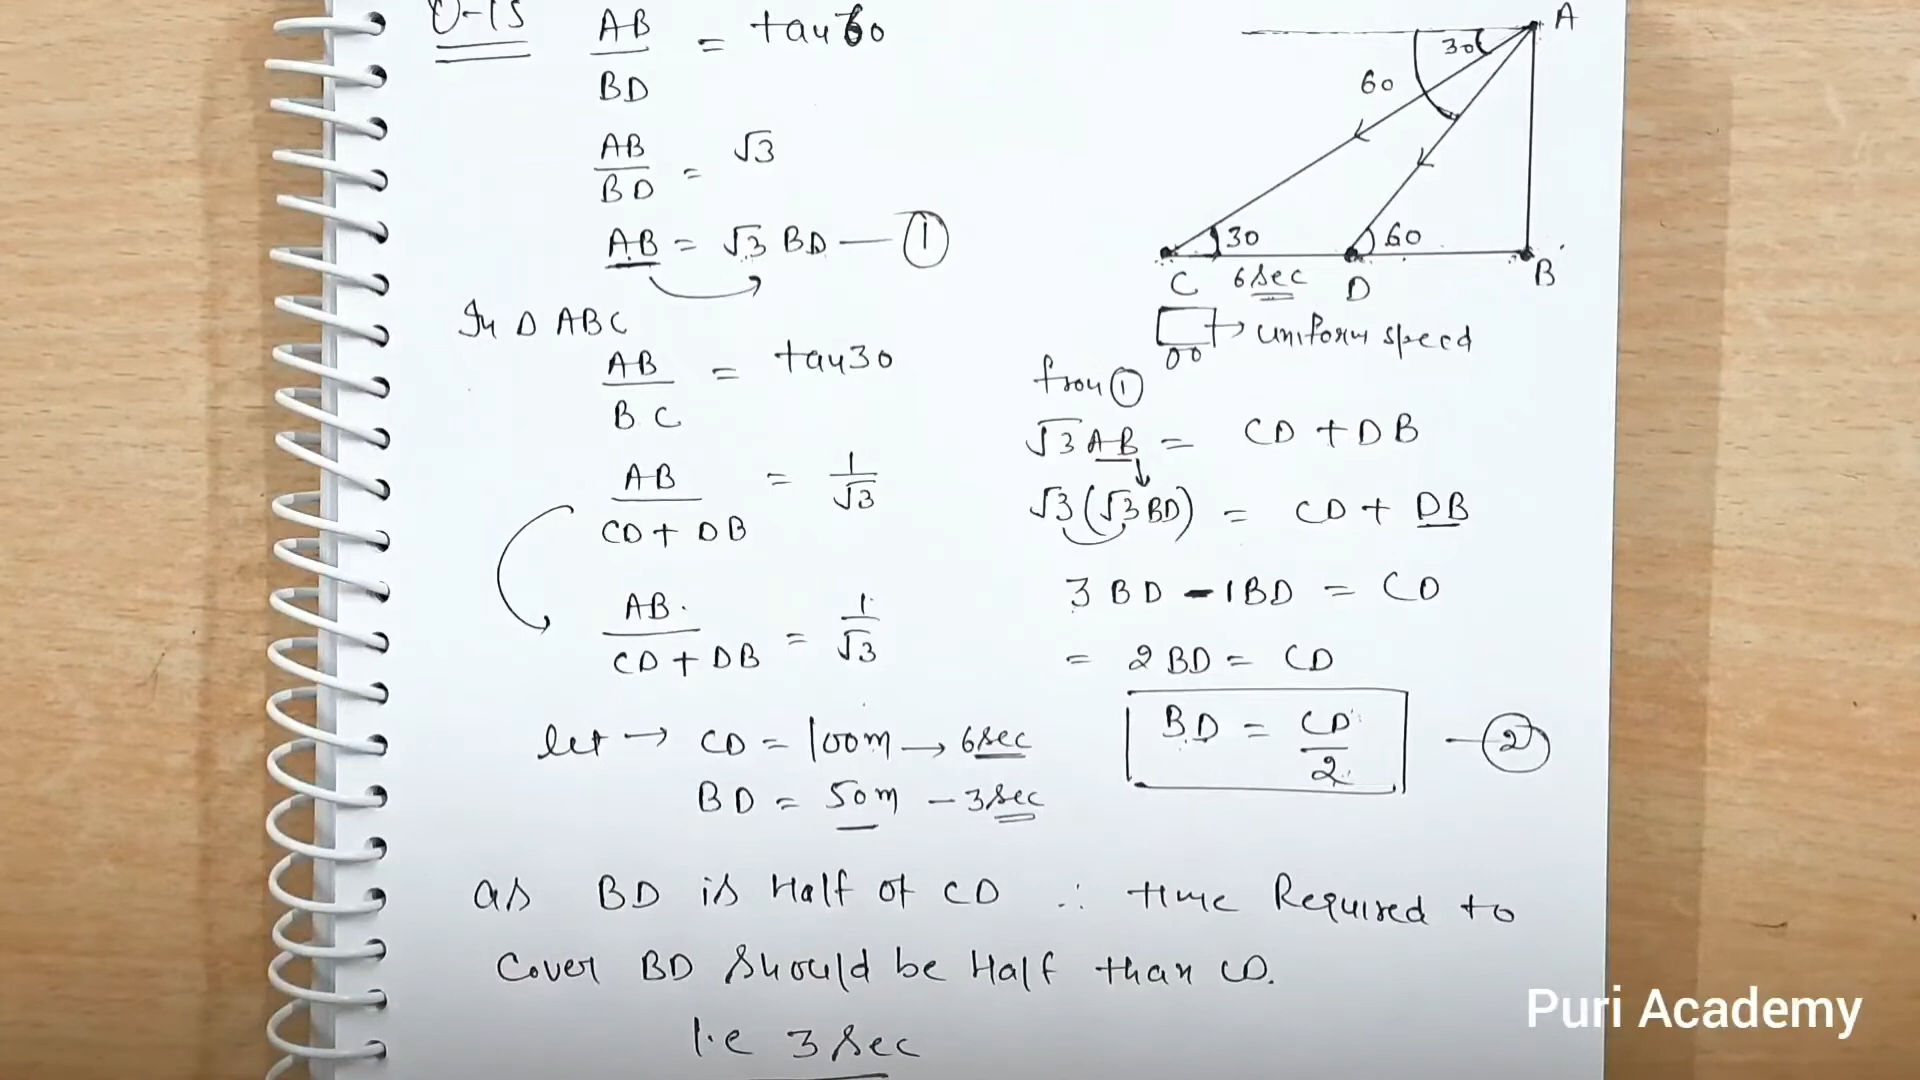 Q-15
AB/BD = tan60
AB/BD = √3
AB = √3 BD — ①
In Δ ABC
AB/BC = tan30
AB/CD + DB = 1/√3
AB/CD + DB = 1/√3
let → CD = 100m → 6sec
BD = 50m - 3sec
A
30
60
30
60
C 6sec D B
→ uniform speed
from ①
√3 AB = CD + DB
√3 (√3 BD) = CD + DB
3 BD - 1BD = CD
= 2BD = CD
BD = CD/2 — ②
as BD is Half of CD ∴ time Required to
Cover BD Should be Half than CD.
I.e 3 sec
Puri Academy